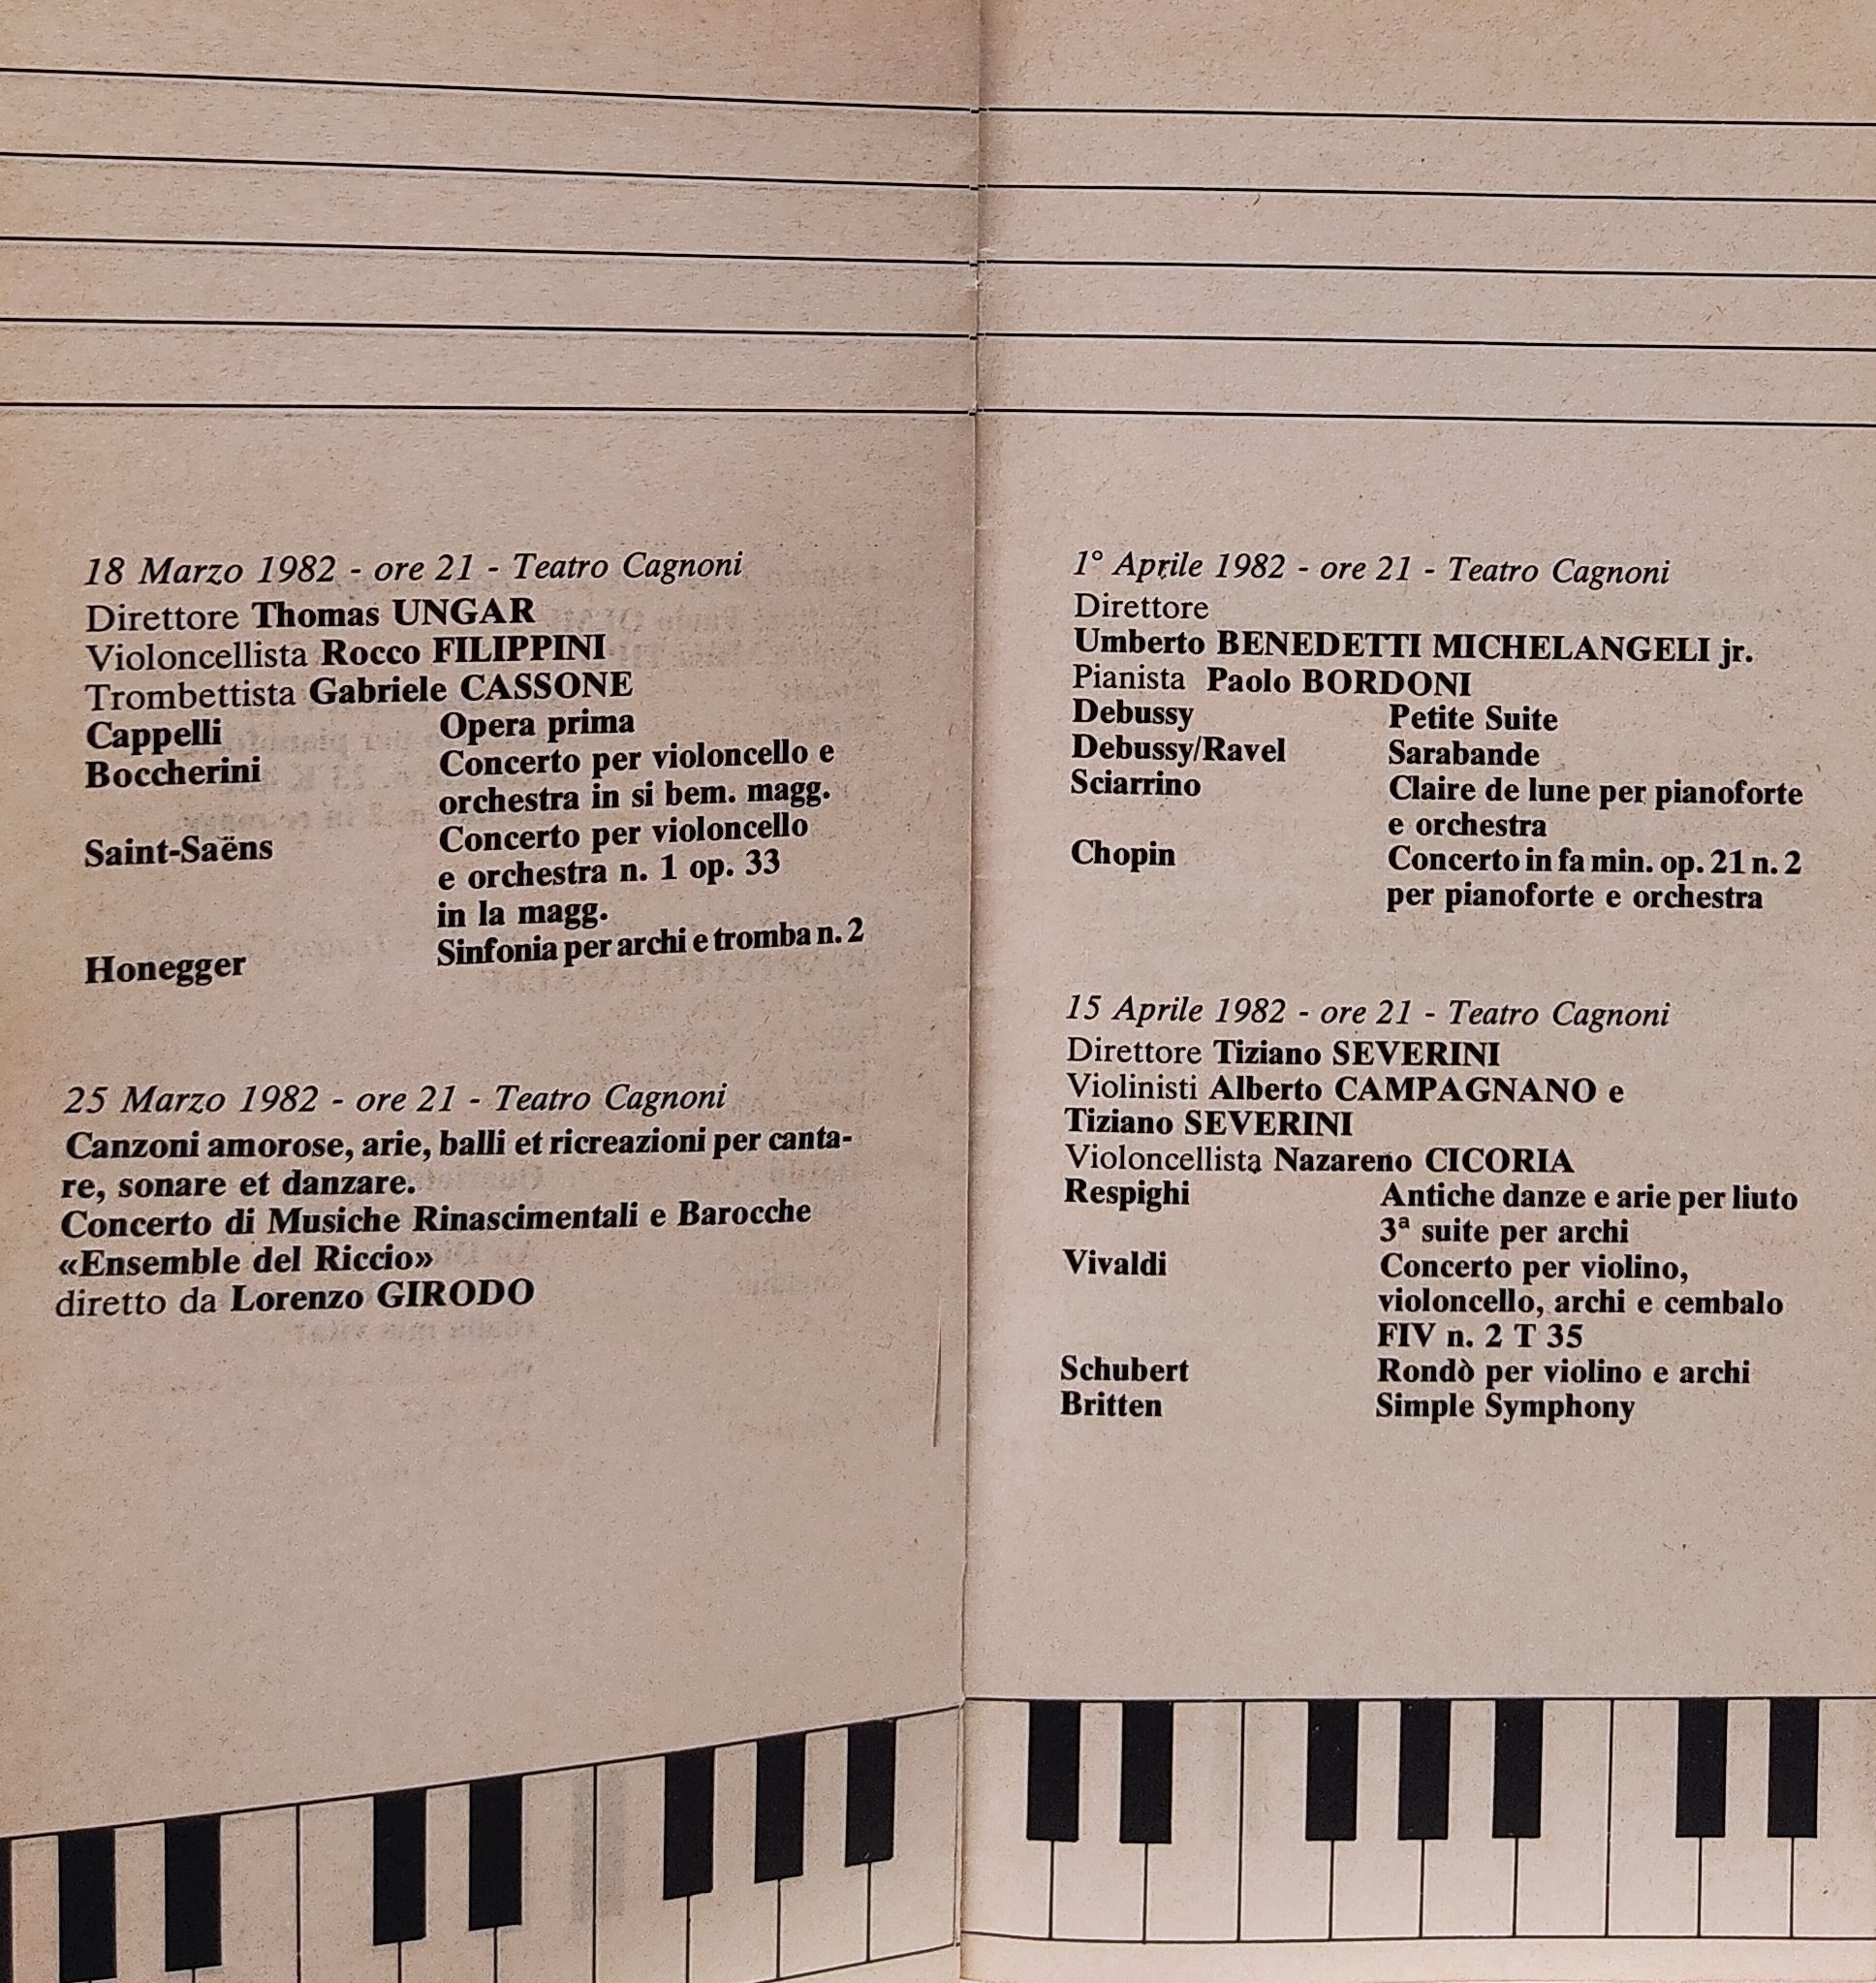 18 Marzo 1982 - ore 21 - Teatro Cagnoni
Direttore Thomas UNGAR
Violoncellista Rocco FILIPPINI
Trombettista Gabriele CASSONE
Cappelli Opera prima
Boccherini Concerto per violoncello e
orchestra in si bem. magg.
Saint-Saëns Concerto per violoncello
e orchestra n. 1 op. 33
in la magg.
Honegger Sinfonia per archi e tromba n. 2
25 Marzo 1982 - ore 21 - Teatro Cagnoni
Canzoni amorose, arie, balli et ricreazioni per canta-
re, sonare et danzare.
Concerto di Musiche Rinascimentali e Barocche
«Ensemble del Riccio»
diretto da Lorenzo GIRODO
1° Aprile 1982 - ore 21 - Teatro Cagnoni
Direttore
Umberto BENEDETTI MICHELANGELI jr.
Pianista Paolo BORDONI
Debussy Petite Suite
Debussy/Ravel Sarabande
Sciarrino Claire de lune per pianoforte
e orchestra
Chopin Concerto in fa min. op. 21 n. 2
per pianoforte e orchestra
15 Aprile 1982 - ore 21 - Teatro Cagnoni
Direttore Tiziano SEVERINI
Violinisti Alberto CAMPAGNANO e
Tiziano SEVERINI
Violoncellista Nazareno CICORIA
Respighi Antiche danze e arie per liuto
3ª suite per archi
Vivaldi Concerto per violino,
violoncello, archi e cembalo
FIV n. 2 T 35
Schubert Rondò per violino e archi
Britten Simple Symphony